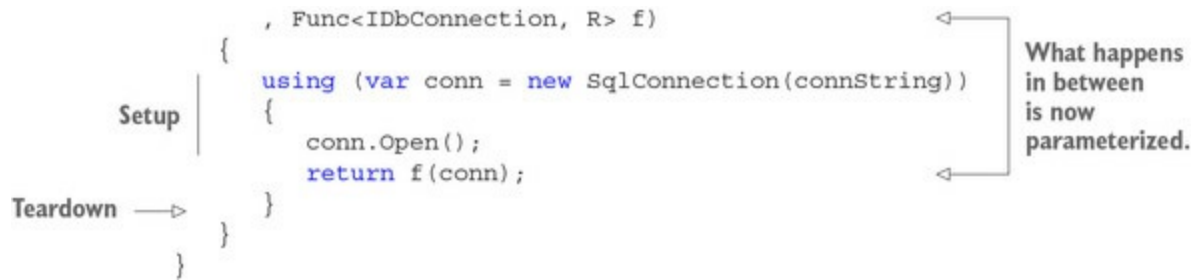 , Func<IDbConnection, R> f)
{
using (var conn = new SqlConnection(connString))
{
conn.Open();
return f(conn);
}
}
}
Setup
Teardown
What happens
in between
is now
parameterized.